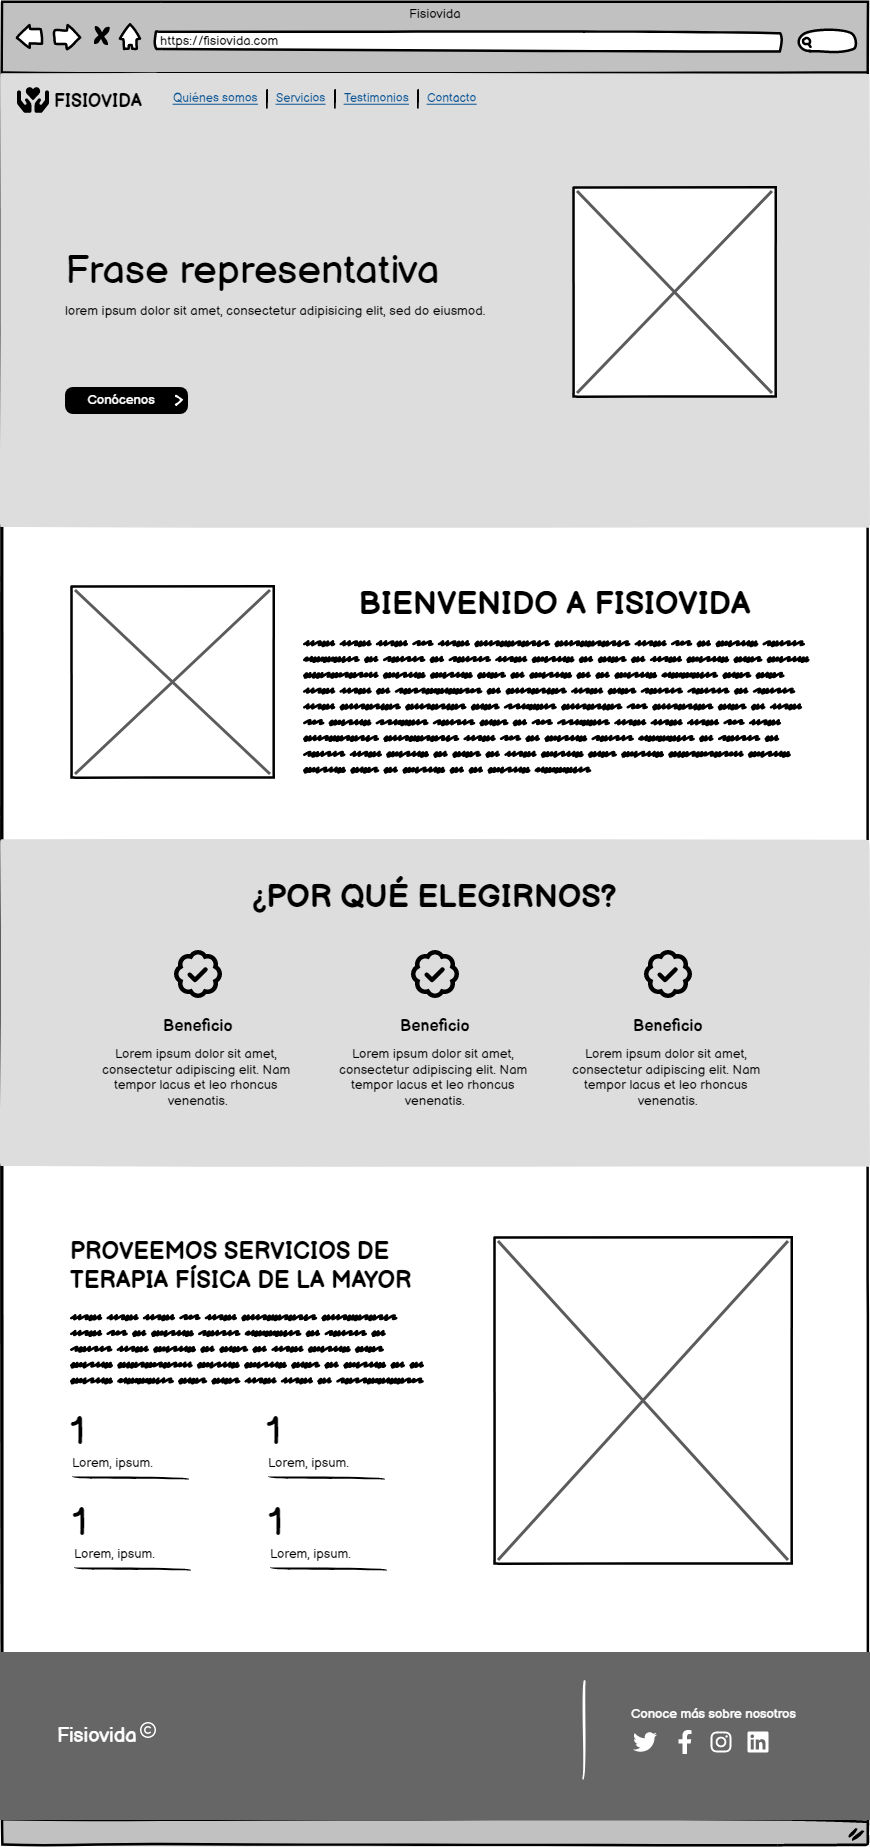 Fisiovida
https://fisiovida.com
FISIOVIDA
Quiénes somos | Servicios | Testimonios | Contacto
Frase representativa
lorem ipsum dolor sit amet, consectetur adipisicing elit, sed do eiusmod.
Conócenos
BIENVENIDO A FISIOVIDA
¿POR QUÉ ELEGIRNOS?
Beneficio
Lorem ipsum dolor sit amet,
consectetur adipiscing elit. Nam
tempor lacus et leo rhoncus
venenatis.
Beneficio
Lorem ipsum dolor sit amet,
consectetur adipiscing elit. Nam
tempor lacus et leo rhoncus
venenatis.
Beneficio
Lorem ipsum dolor sit amet,
consectetur adipiscing elit. Nam
tempor lacus et leo rhoncus
venenatis.
PROVEEMOS SERVICIOS DE
TERAPIA FÍSICA DE LA MAYOR
1
Lorem, ipsum.
1
Lorem, ipsum.
1
Lorem, ipsum.
1
Lorem, ipsum.
Fisiovida ©
Conoce más sobre nosotros